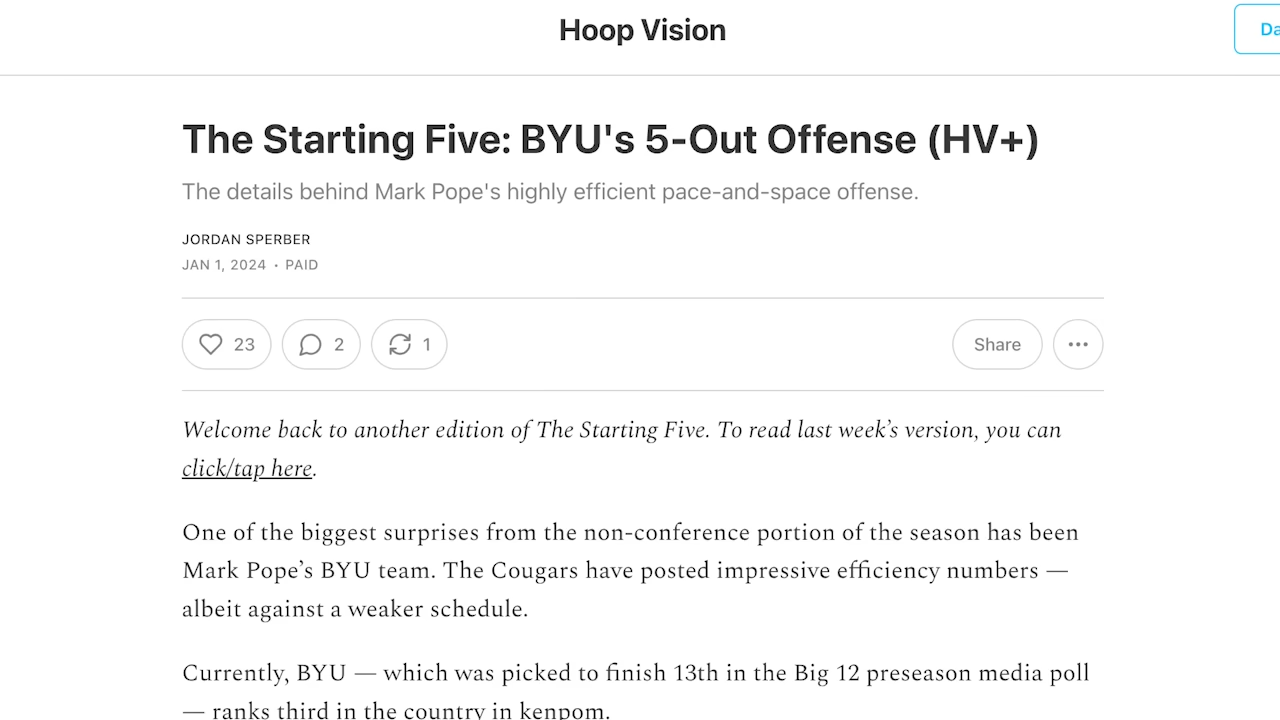 Hoop Vision
Da
The Starting Five: BYU's 5-Out Offense (HV+)
The details behind Mark Pope's highly efficient pace-and-space offense.
JORDAN SPERBER
JAN 1, 2024 · PAID
23 2 1 Share
Welcome back to another edition of The Starting Five. To read last week’s version, you can
click/tap here.
One of the biggest surprises from the non-conference portion of the season has been
Mark Pope’s BYU team. The Cougars have posted impressive efficiency numbers —
albeit against a weaker schedule.
Currently, BYU — which was picked to finish 13th in the Big 12 preseason media poll
— ranks third in the country in kenpom.